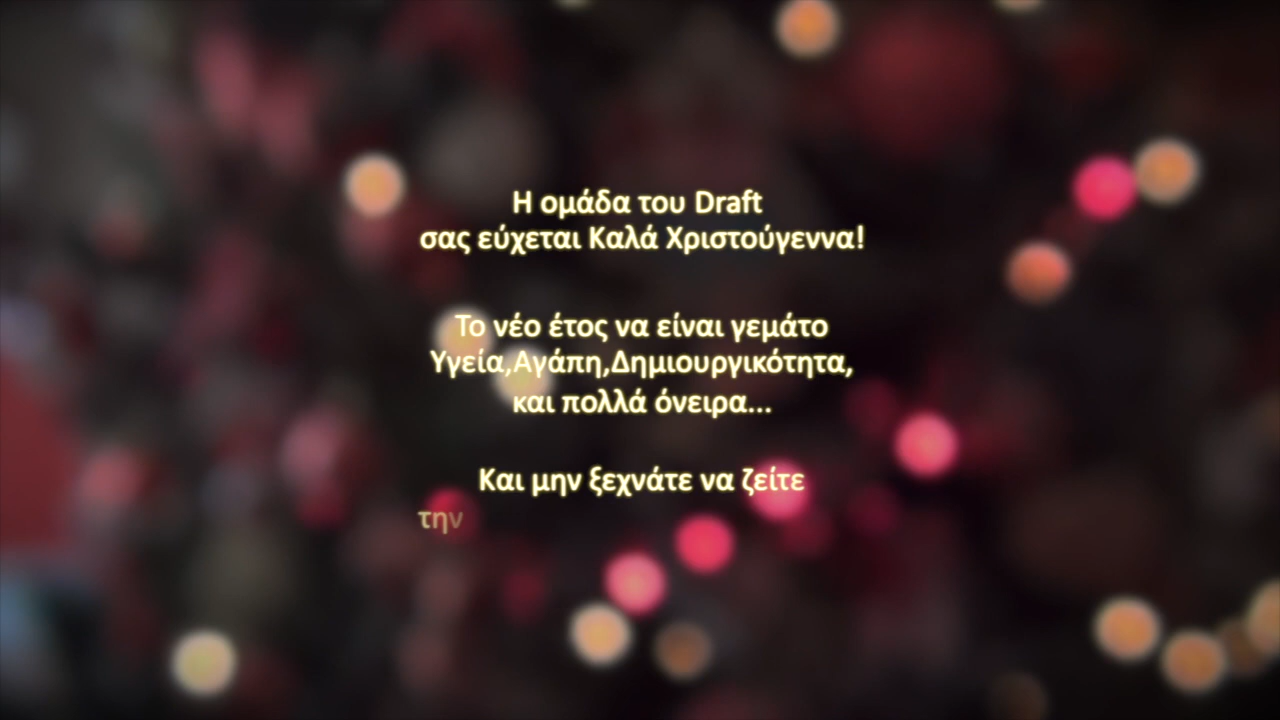 Η ομάδα του Draft
σας εύχεται Καλά Χριστούγεννα!
Το νέο έτος να είναι γεμάτο
Υγεία,Αγάπη,Δημιουργικότητα,
και πολλά όνειρα...
Και μην ξεχνάτε να ζείτε
την